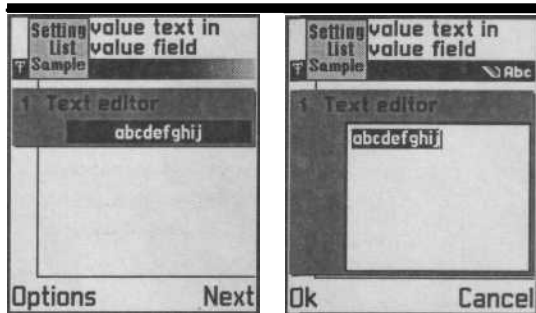 Setting List Sample
value text in
value field
1 Text editor
abcdefghij
Options Next
Setting List Sample
value text in
value field
Abc
1 Text editor
abcdefghij
Ok Cancel